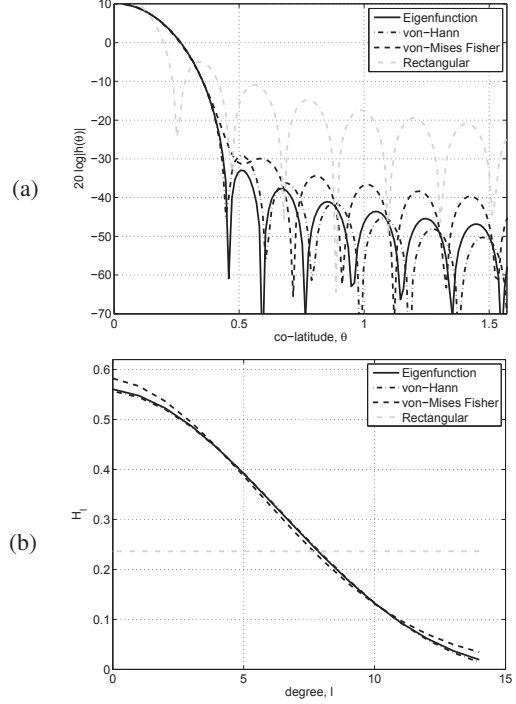 (a)
20 log|h(θ)|
20
10
0
−10
−20
−30
−40
−50
−60
−70
0
0.5
1
1.5
co−latitude, θ
Eigenfunction
von−Hann
von−Mises Fisher
Rectangular
(b)
H_l
0.6
0.5
0.4
0.3
0.2
0.1
0
0
5
10
15
degree, l
Eigenfunction
von−Hann
von−Mises Fisher
Rectangular